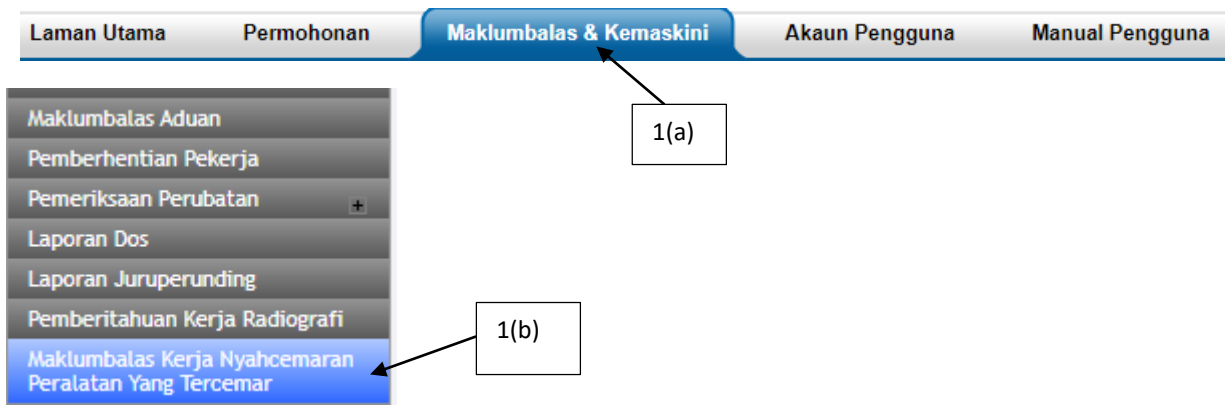 Laman Utama Permohonan Maklumbalas & Kemaskini Akaun Pengguna Manual Pengguna
1(a)
Maklumbalas Aduan
Pemberhentian Pekerja
Pemeriksaan Perubatan +
Laporan Dos
Laporan Juruperunding
Pemberitahuan Kerja Radiografi
1(b)
Maklumbalas Kerja Nyahcemaran
Peralatan Yang Tercemar